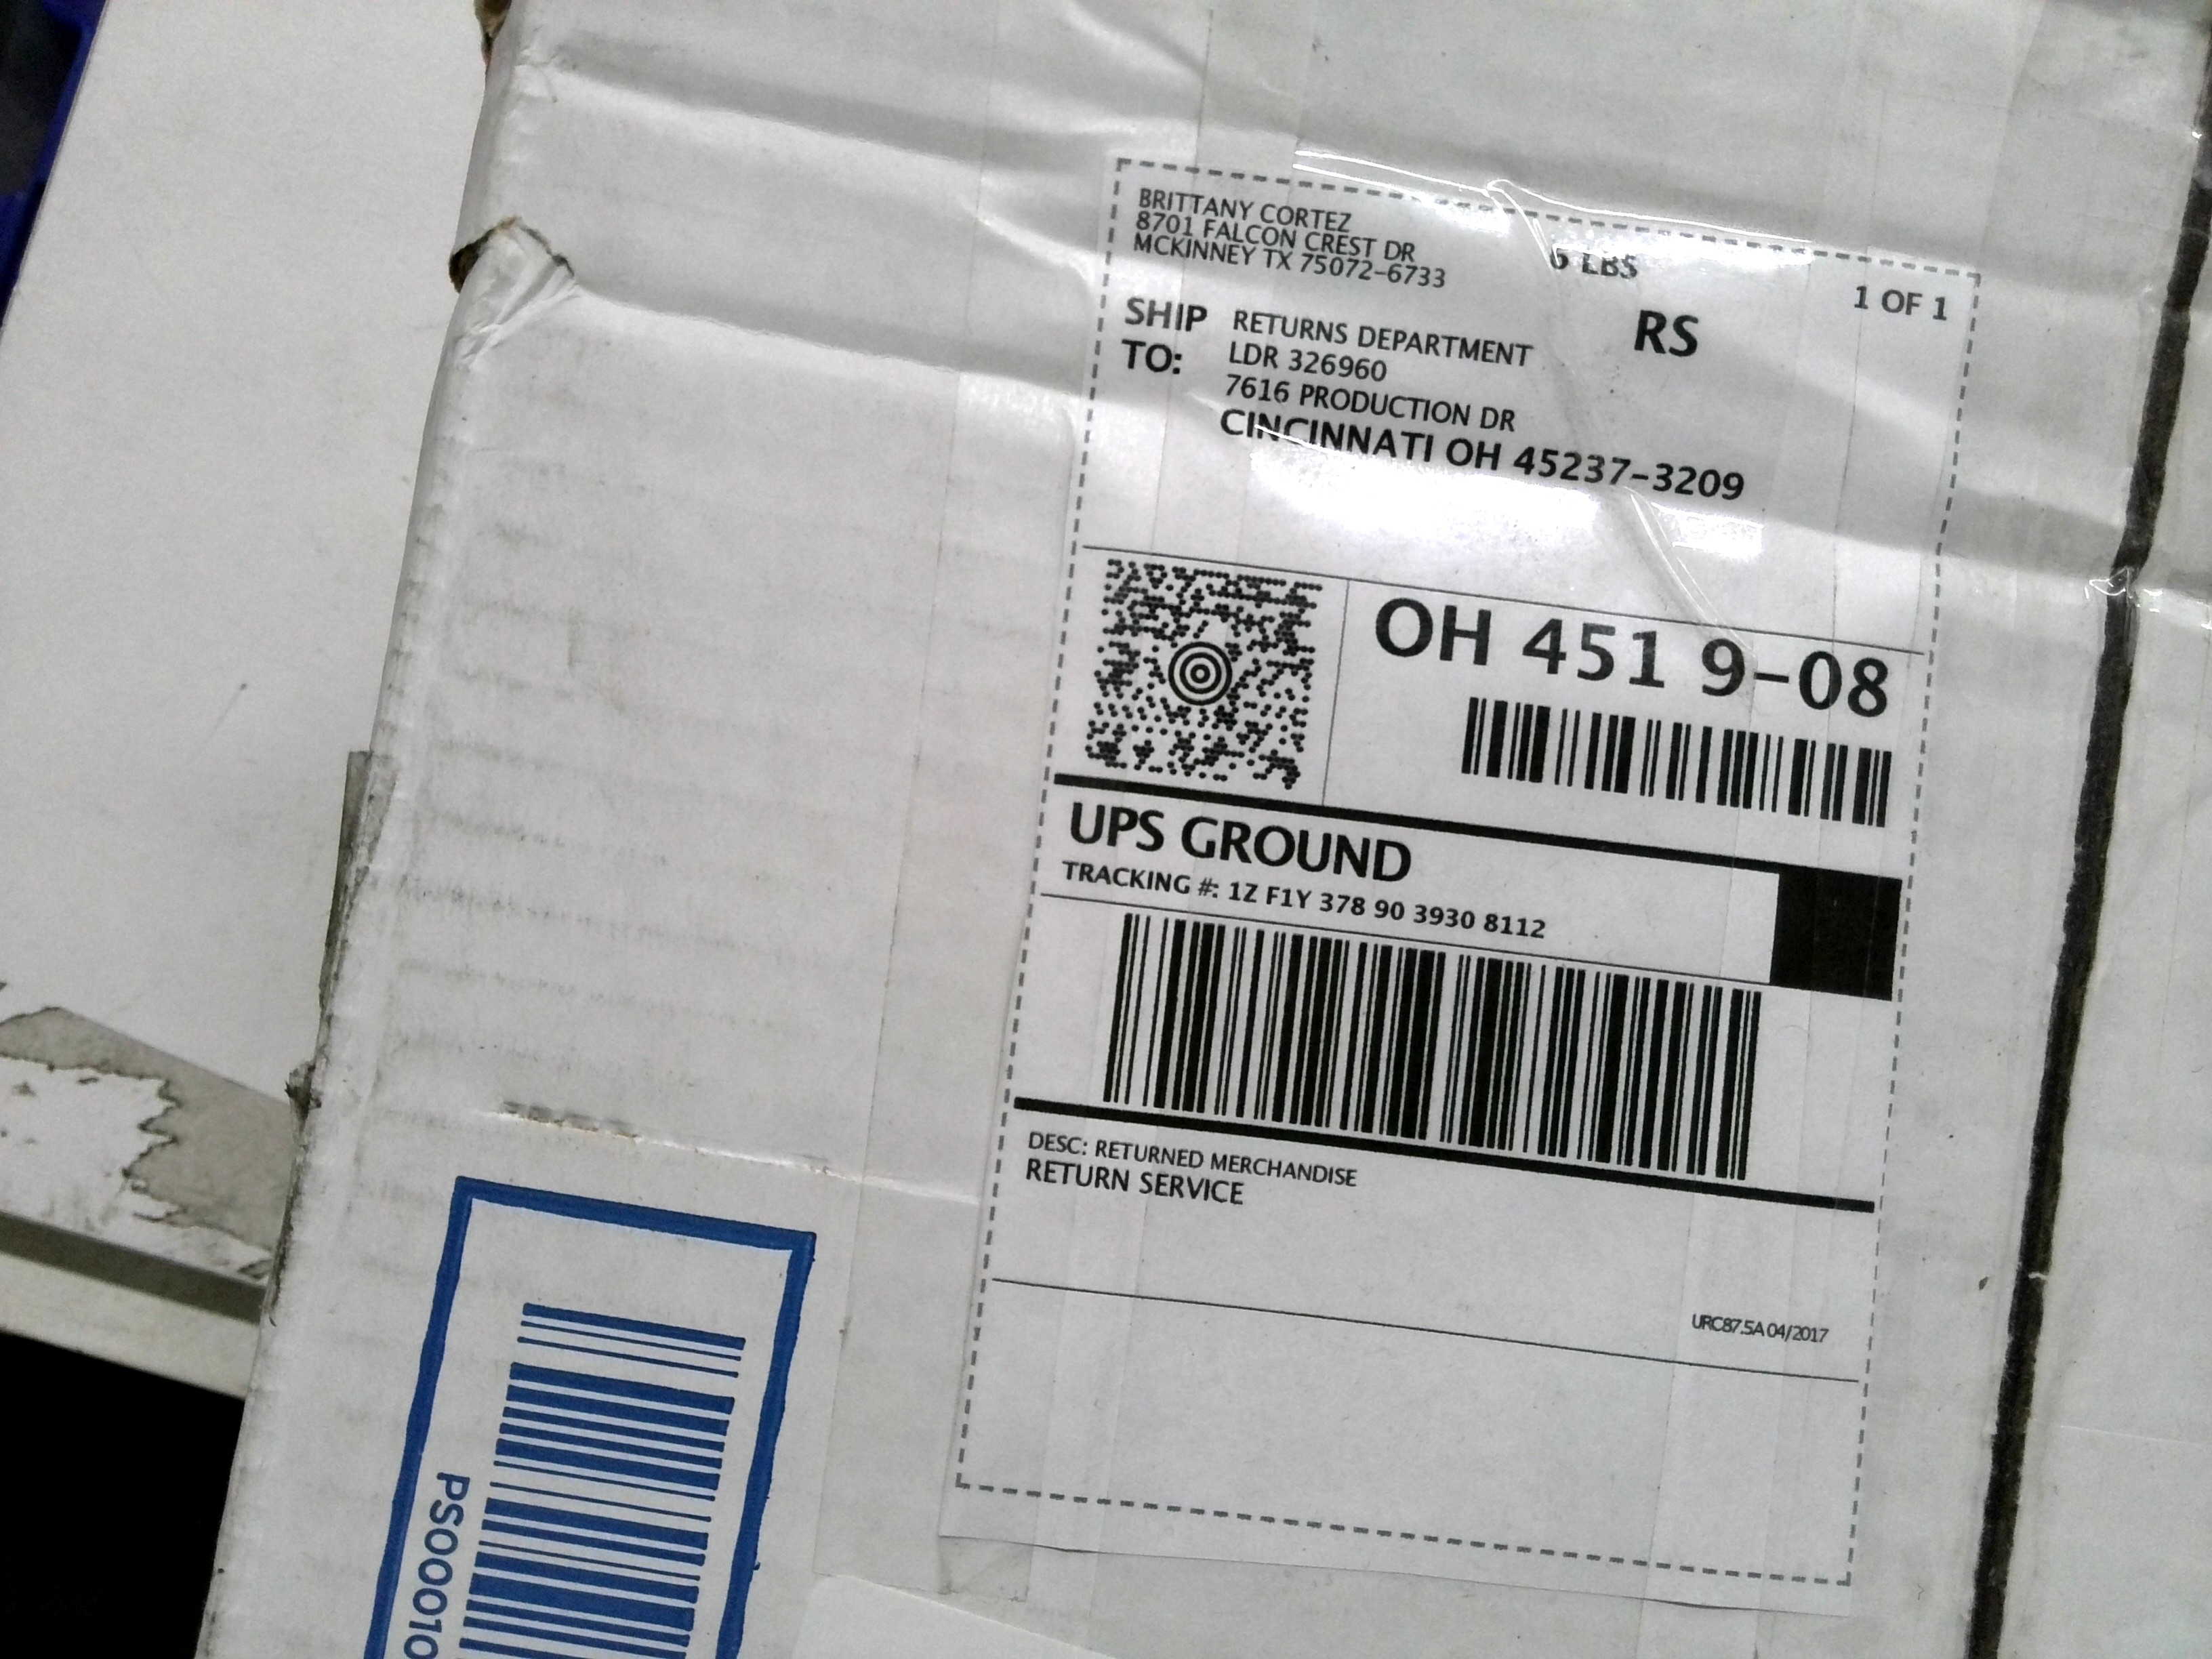 BRITTANY CORTEZ
8701 FALCON CREST DR
MCKINNEY TX 75072-6733
6 LBS
1 OF 1
RS
SHIP TO:
RETURNS DEPARTMENT
LDR 326960
7616 PRODUCTION DR
CINCINNATI OH 45237-3209
OH 451 9-08
UPS GROUND
TRACKING #: 1Z F1Y 378 90 3930 8112
DESC: RETURNED MERCHANDISE
RETURN SERVICE
URC87.5A 04/2017
PS00010